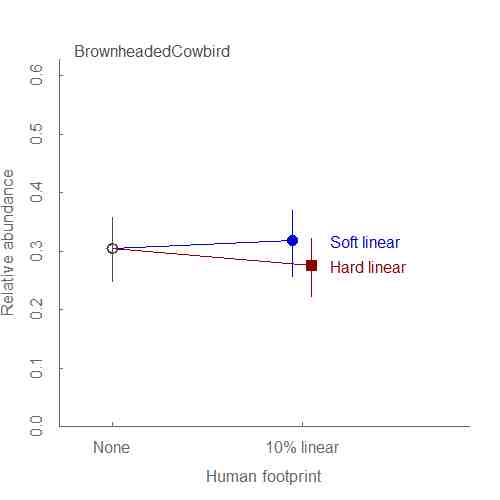 BrownheadedCowbird
Relative abundance
0.6
0.5
0.4
0.3
0.2
0.1
0.0
Soft linear
Hard linear
None
10% linear
Human footprint